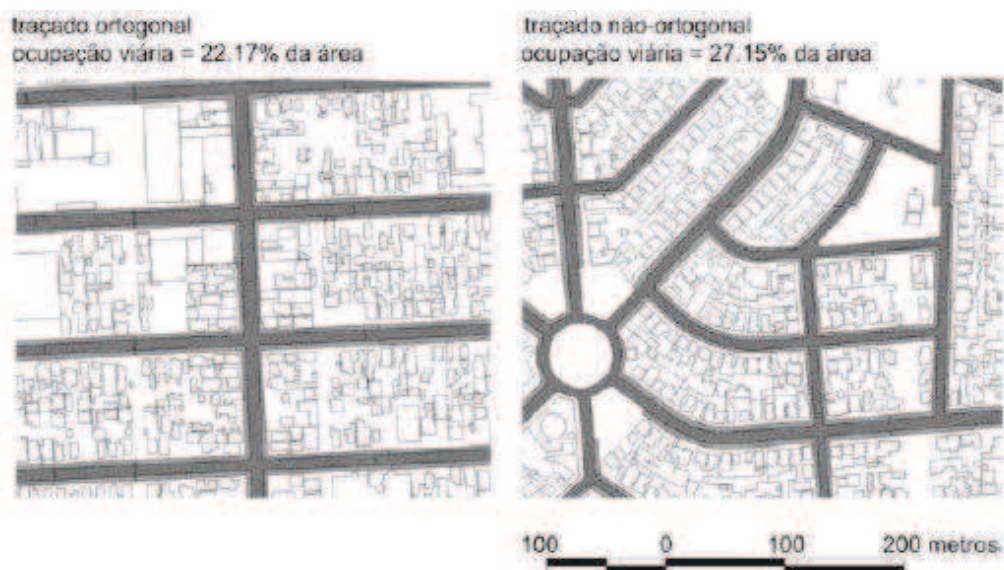 traçado ortogonal
ocupação viária = 22.17% da área
traçado não-ortogonal
ocupação viária = 27.15% da área
100 0 100 200 metros